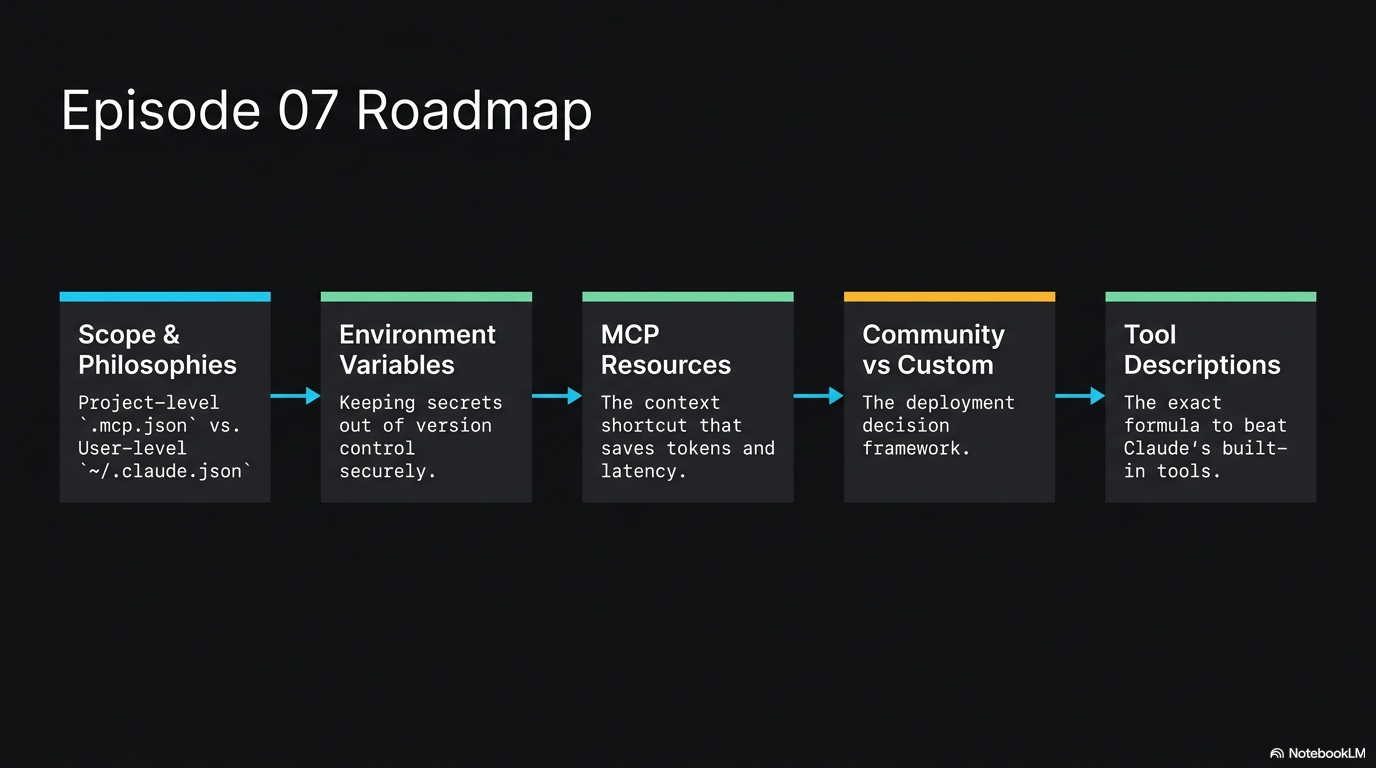 Episode 07 Roadmap
Scope &
Philosophies
Project-level
`.mcp.json` vs.
User-level
`~/.claude.json`
Environment
Variables
Keeping secrets
out of version
control
securely.
MCP
Resources
The context
shortcut that
saves tokens and
latency.
Community
vs Custom
The deployment
decision
framework.
Tool
Descriptions
The exact
formula to beat
Claude‘s built-
in tools.
NotebookLM